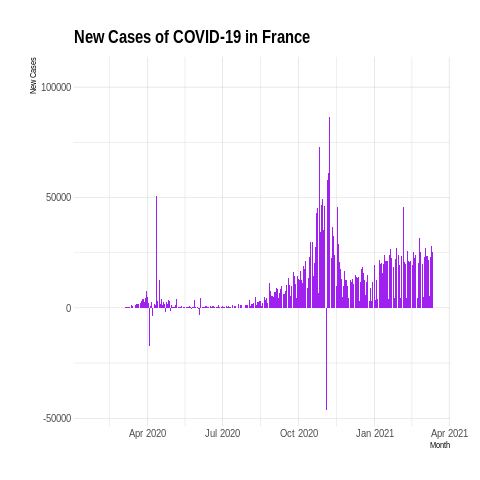 New Cases of COVID-19 in France
New Cases
100000
50000
0
-50000
Apr 2020 Jul 2020 Oct 2020 Jan 2021 Apr 2021
Month